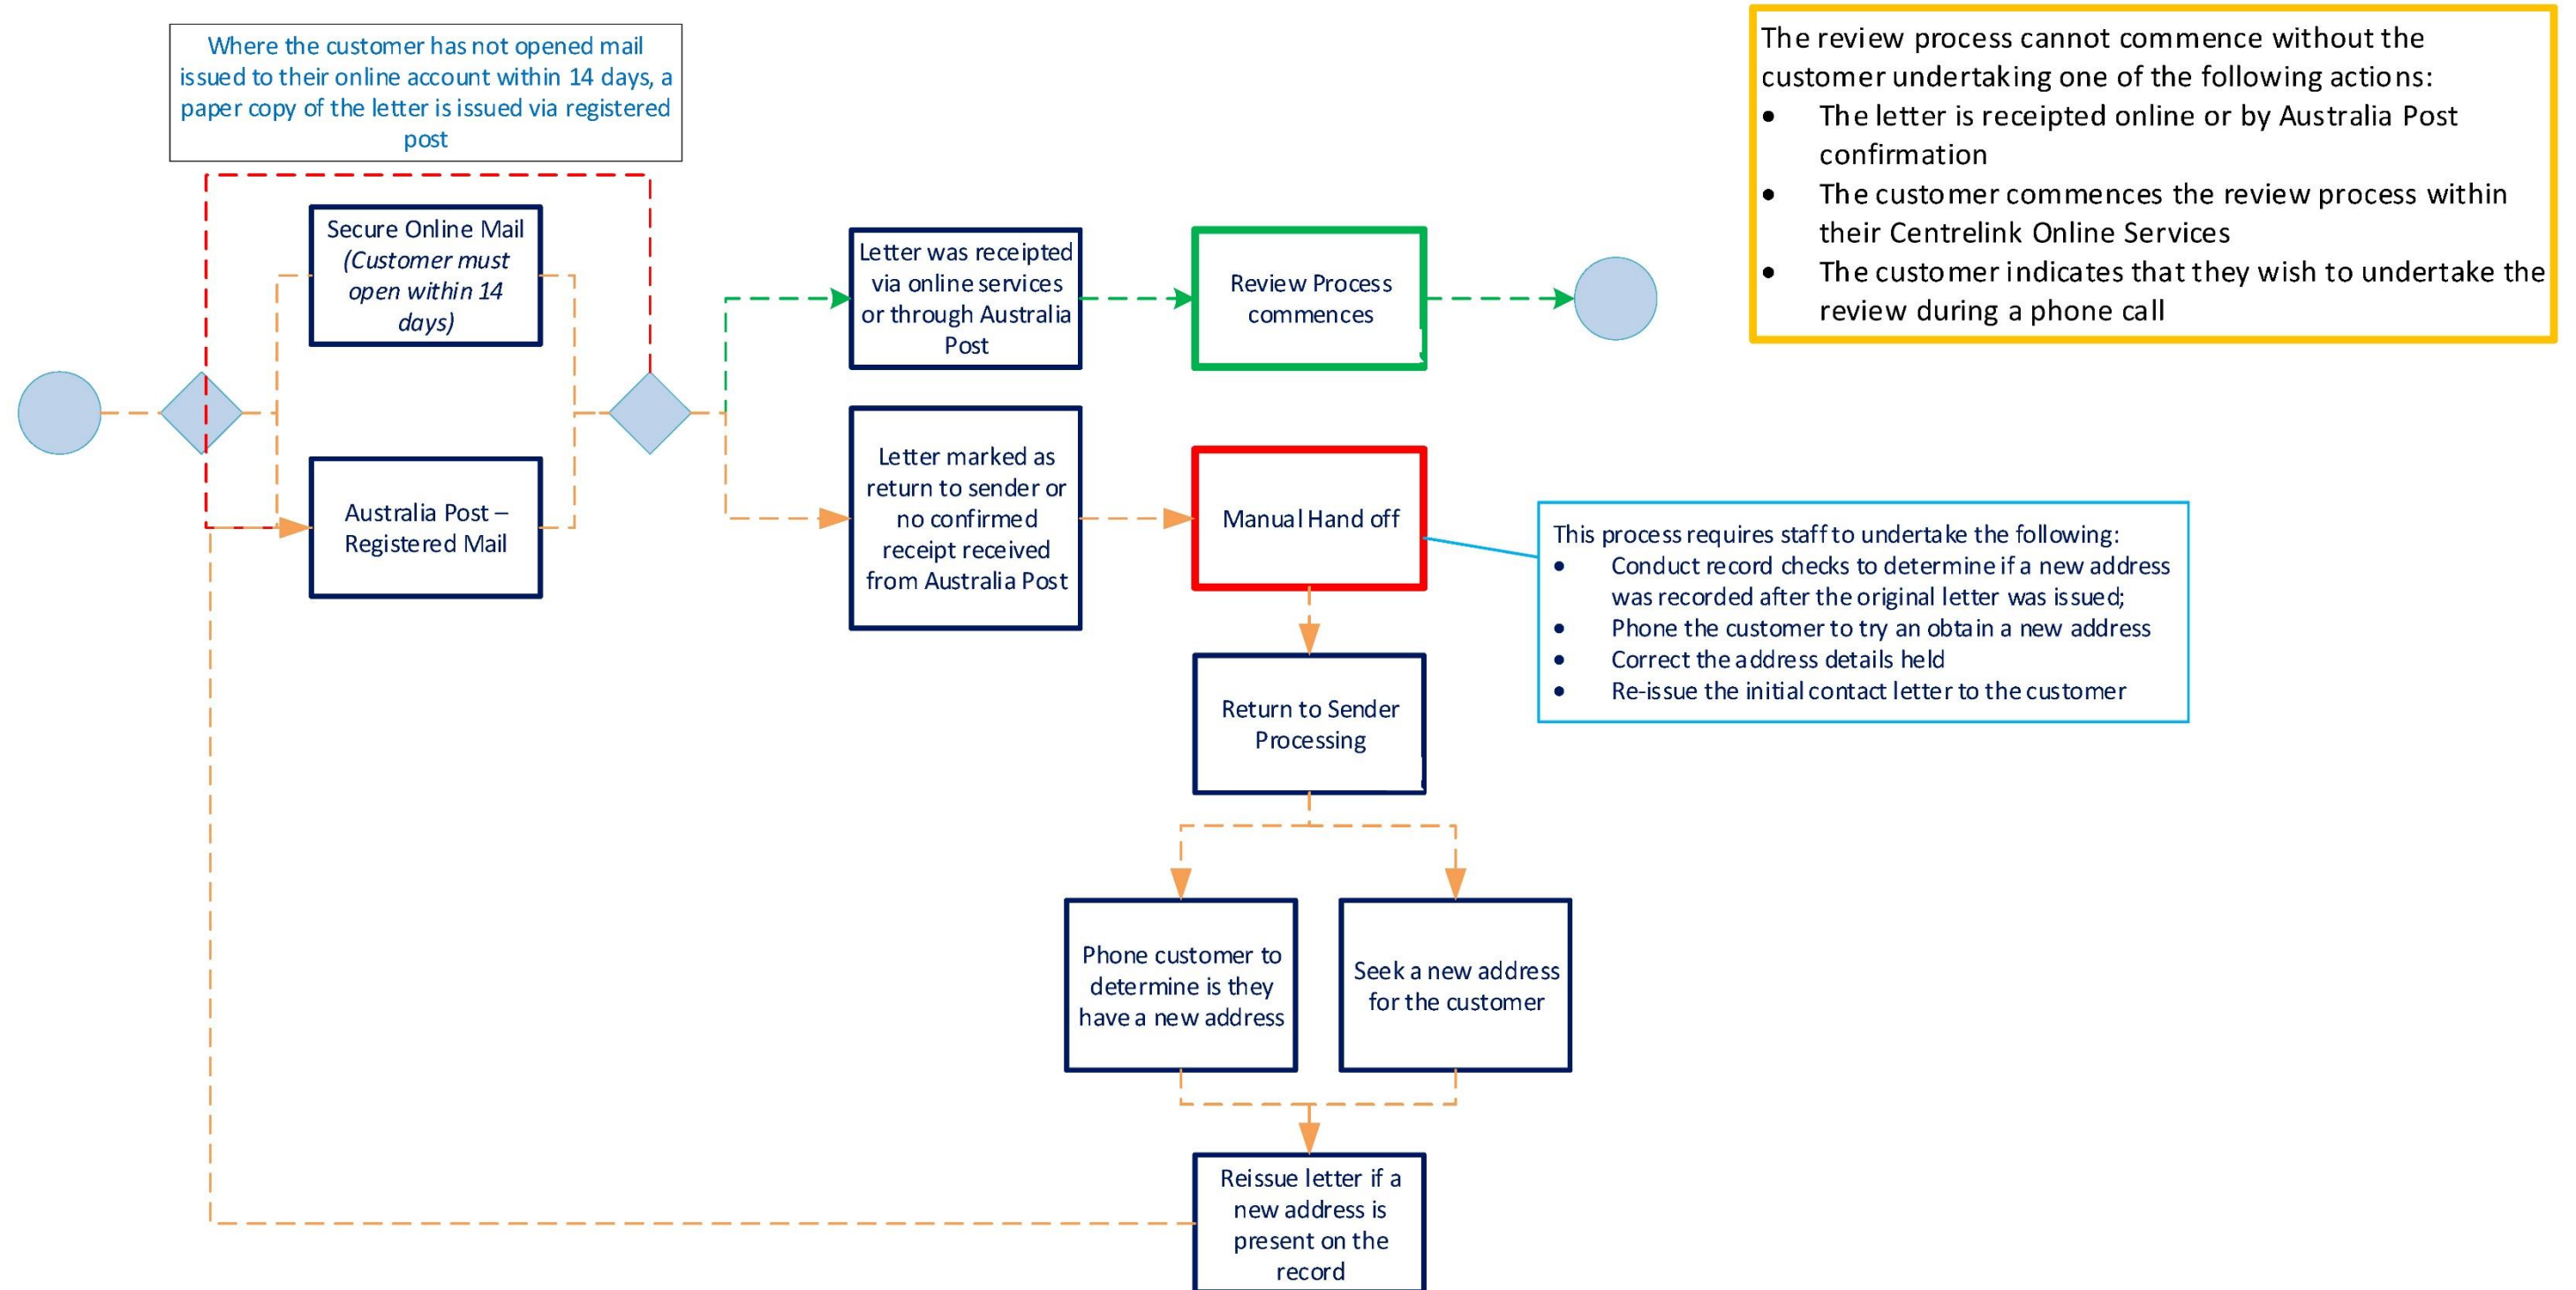 Where the customer has not opened mail
issued to their online account within 14 days, a
paper copy of the letter is issued via registered
post
The review process cannot commence without the
customer undertaking one of the following actions:
• The letter is receipted online or by Australia Post
confirmation
• The customer commences the review process within
their Centrelink Online Services
• The customer indicates that they wish to undertake the
review during a phone call
Secure Online Mail
(Customer must
open within 14
days)
Australia Post –
Registered Mail
Letter was receipted
via online services
or through Australia
Post
Review Process
commences
Letter marked as
return to sender or
no confirmed
receipt received
from Australia Post
Manual Hand off
This process requires staff to undertake the following:
• Conduct record checks to determine if a new address
was recorded after the original letter was issued;
• Phone the customer to try an obtain a new address
• Correct the address details held
• Re-issue the initial contact letter to the customer
Return to Sender
Processing
Phone customer to
determine is they
have a new address
Seek a new address
for the customer
Reissue letter if a
new address is
present on the
record